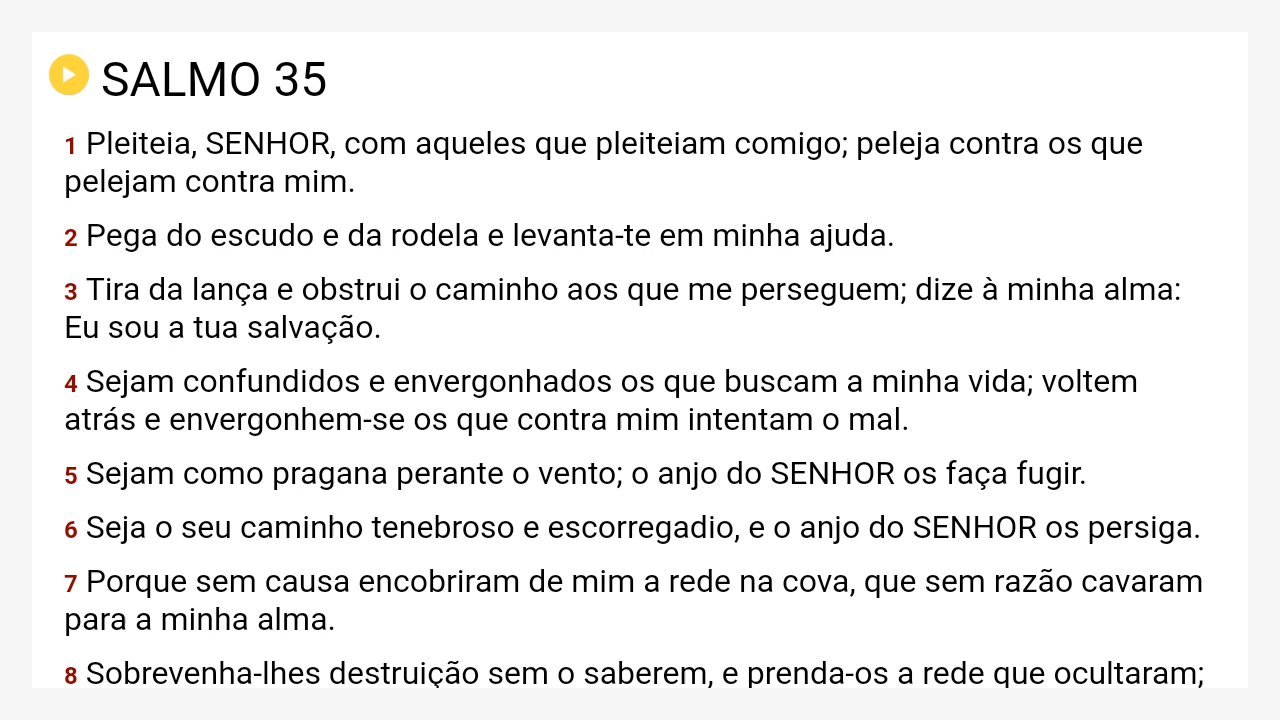 SALMO 35
1 Pleiteia, SENHOR, com aqueles que pleiteiam comigo; peleja contra os que
pelejam contra mim.
2 Pega do escudo e da rodela e levanta-te em minha ajuda.
3 Tira da lança e obstrui o caminho aos que me perseguem; dize à minha alma:
Eu sou a tua salvação.
4 Sejam confundidos e envergonhados os que buscam a minha vida; voltem
atrás e envergonhem-se os que contra mim intentam o mal.
5 Sejam como pragana perante o vento; o anjo do SENHOR os faça fugir.
6 Seja o seu caminho tenebroso e escorregadio, e o anjo do SENHOR os persiga.
7 Porque sem causa encobriram de mim a rede na cova, que sem razão cavaram
para a minha alma.
8 Sobrevenha-lhes destruição sem o saberem, e prenda-os a rede que ocultaram;